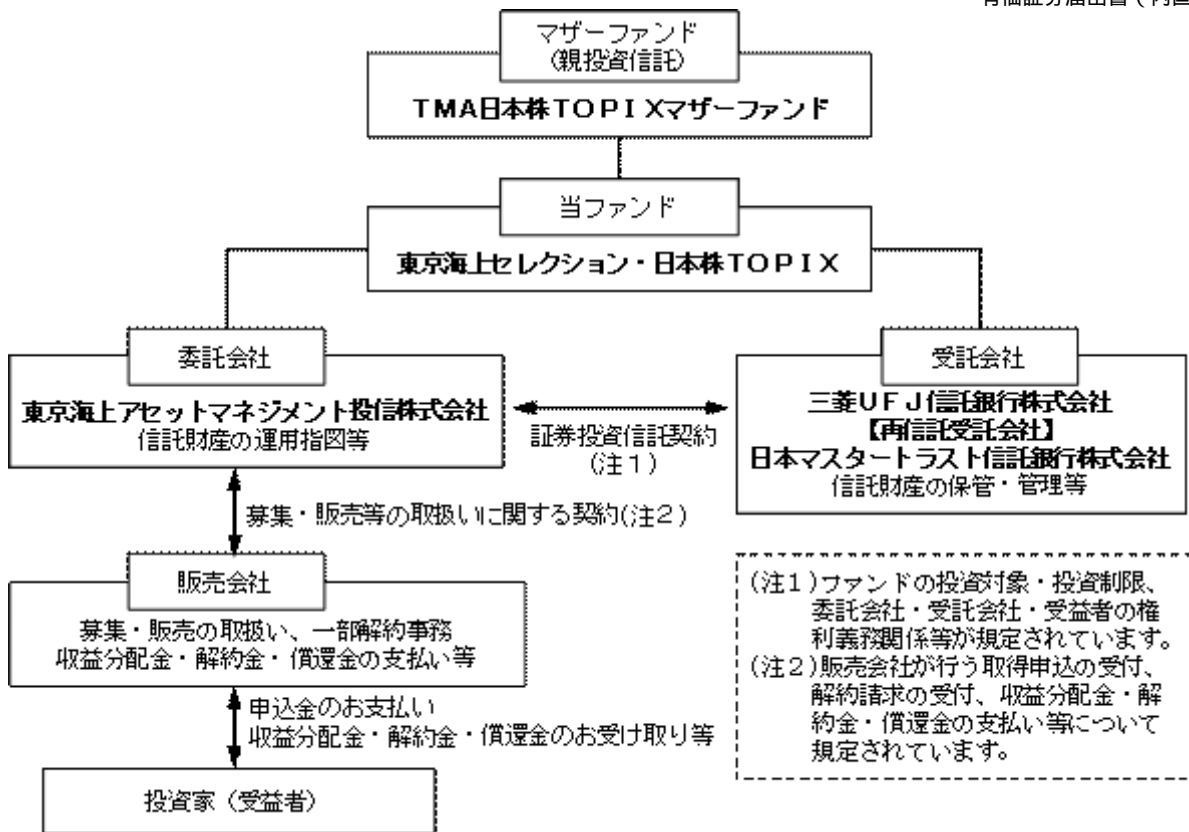 有価証券届出書(内国
マザーファンド
(親投資信託)
TMA日本株TOPIXマザーファンド
当ファンド
東京海上セレクション・日本株TOPIX
委託会社
東京海上アセットマネジメント投信株式会社
信託財産の運用指図等
証券投資信託契約
(注1)
受託会社
三菱UFJ信託銀行株式会社
【再信託受託会社】
日本マスタートラスト信託銀行株式会社
信託財産の保管・管理等
募集・販売等の取扱いに関する契約(注2)
販売会社
募集・販売の取扱い、一部解約事務
収益分配金・解約金・償還金の支払い等
申込金のお支払い
収益分配金・解約金・償還金のお受け取り等
投資家(受益者)
(注1)ファンドの投資対象・投資制限、
委託会社・受託会社・受益者の権
利義務関係等が規定されています。
(注2)販売会社が行う取得申込の受付、
解約請求の受付、収益分配金・解
約金・償還金の支払い等について
規定されています。